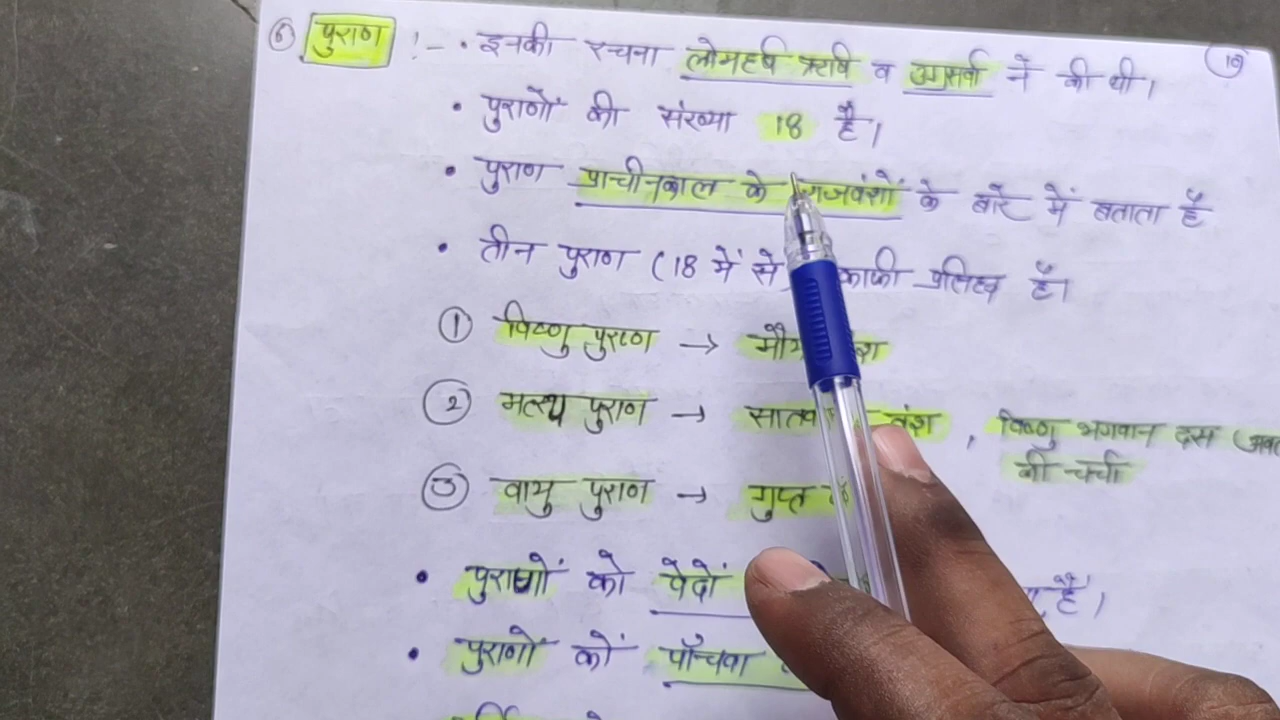 ⑥ पुराण :- • इनकी रचना लोमहर्ष ऋषि व उग्रसर्वा ने की थी। (10)
• पुराणों की संख्या 18 है।
• पुराण प्राचीनकाल के राजवंशों के बारे में बताता है
• तीन पुराण (18 में से काफी प्रसिद्ध हैं।
① विष्णु पुराण →
② मत्स्य पुराण → वंश, विष्णु भगवान दस
की चर्चा
③ वायु पुराण → गुप्त
• पुराणों को वेदों है।
• पुराणों को पाँचवा